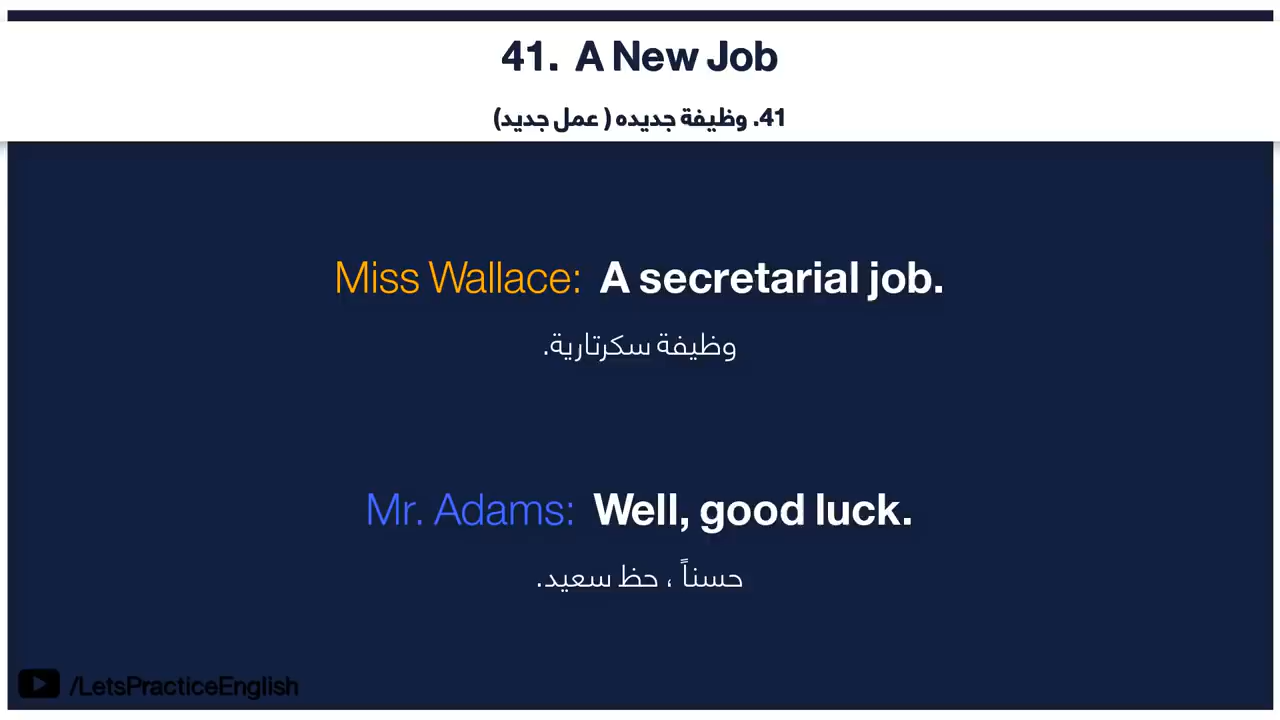 41. A New Job
41. وظيفة جديده ( عمل جديد)
Miss Wallace: A secretarial job.
وظيفة سكرتارية.
Mr. Adams: Well, good luck.
حسناً ، حظ سعيد.
/LetsPracticeEnglish